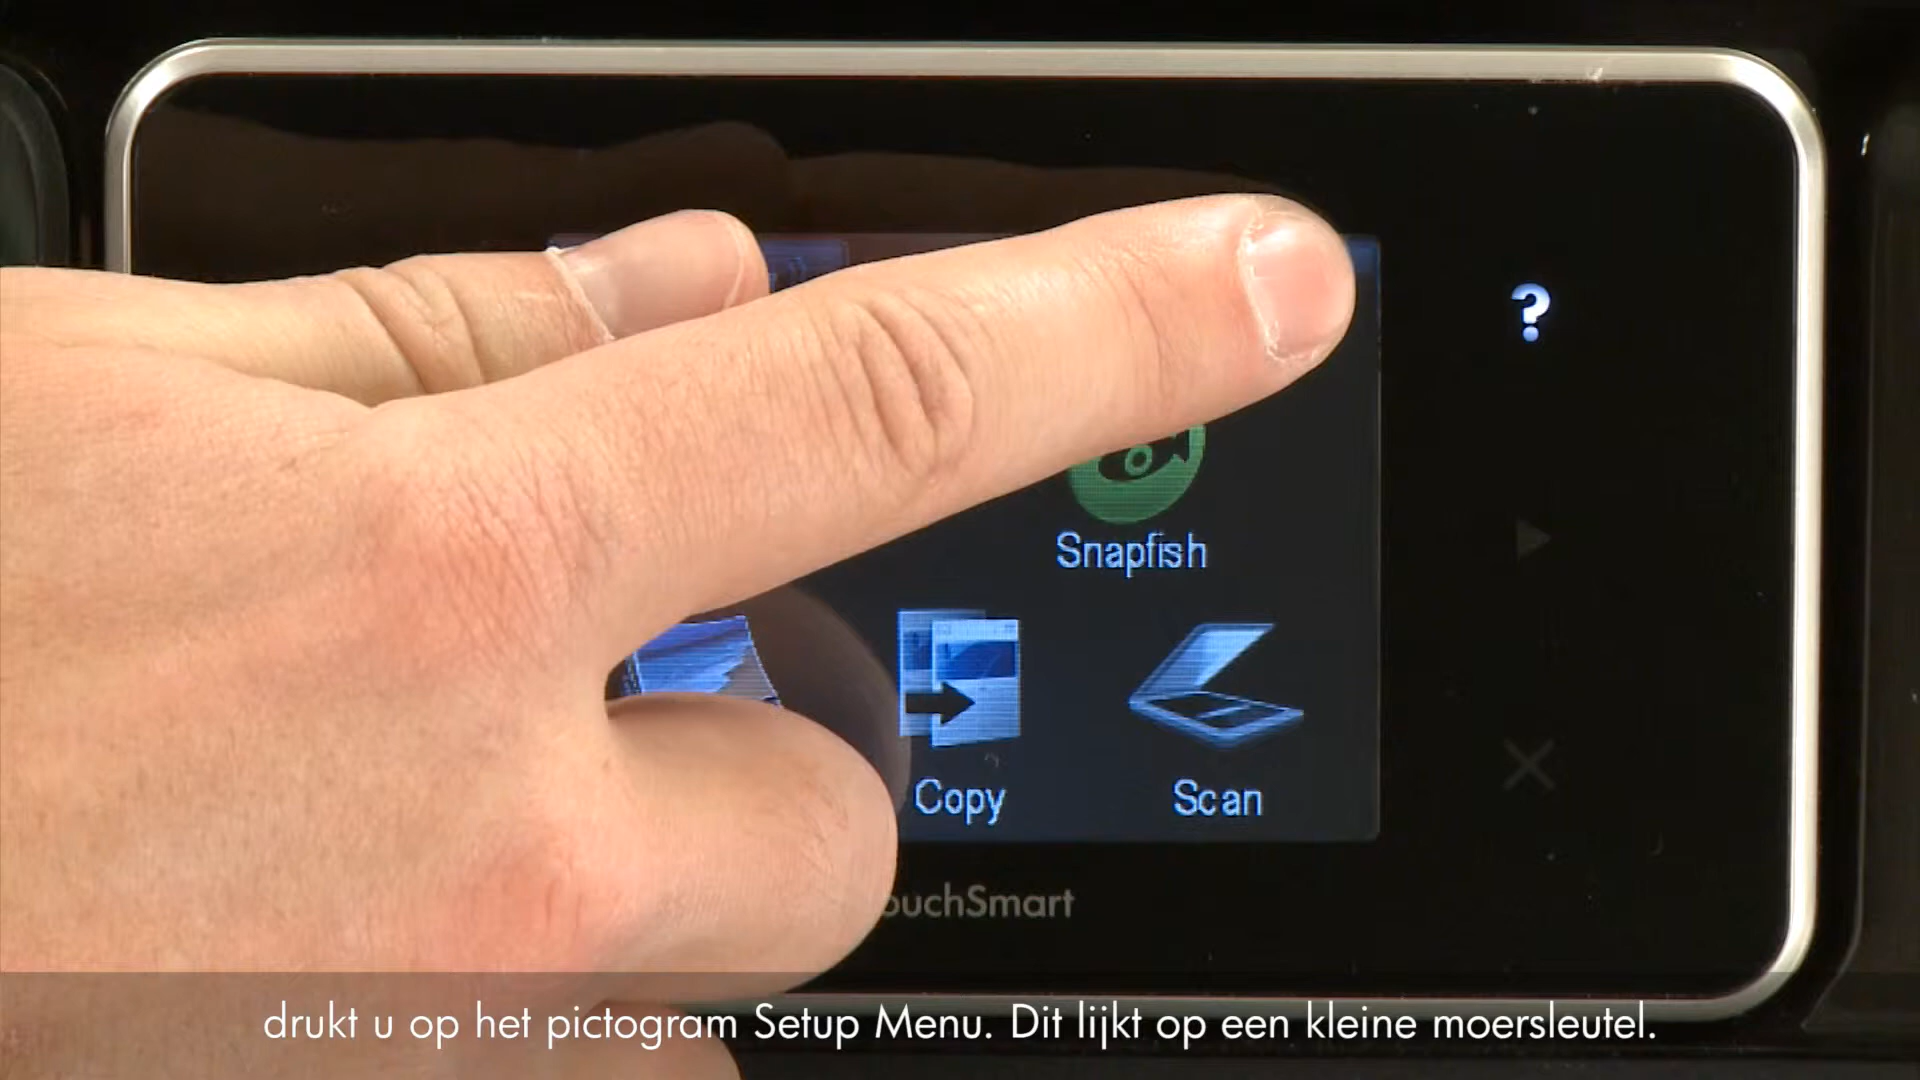 ?
Snapfish
Copy
Scan
ouchSmart
drukt u op het pictogram Setup Menu. Dit lijkt op een kleine moersleutel.